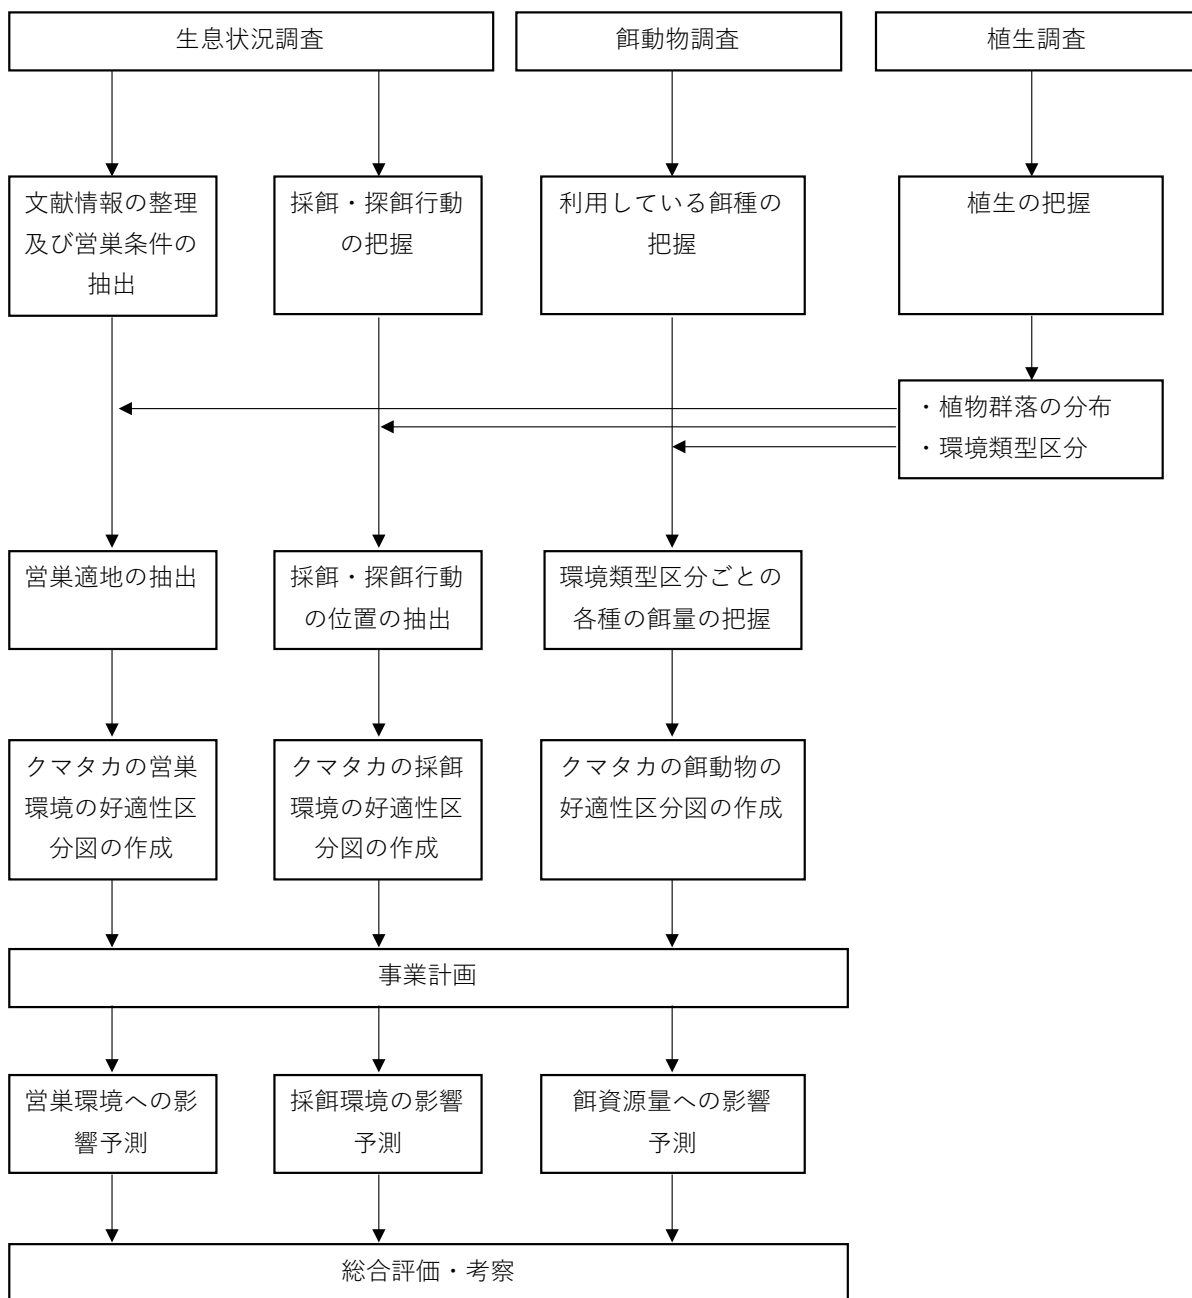 生息状況調査
餌動物調査
植生調査
文献情報の整理
及び営巣条件の
抽出
採餌・探餌行動
の把握
利用している餌種の
把握
植生の把握
・植物群落の分布
・環境類型区分
営巣適地の抽出
採餌・探餌行動
の位置の抽出
環境類型区分ごとの
各種の餌量の把握
クマタカの営巣
環境の好適性区
分図の作成
クマタカの採餌
環境の好適性区
分図の作成
クマタカの餌動物の
好適性区分図の作成
事業計画
営巣環境への影
響予測
採餌環境の影響
予測
餌資源量への影響
予測
総合評価・考察